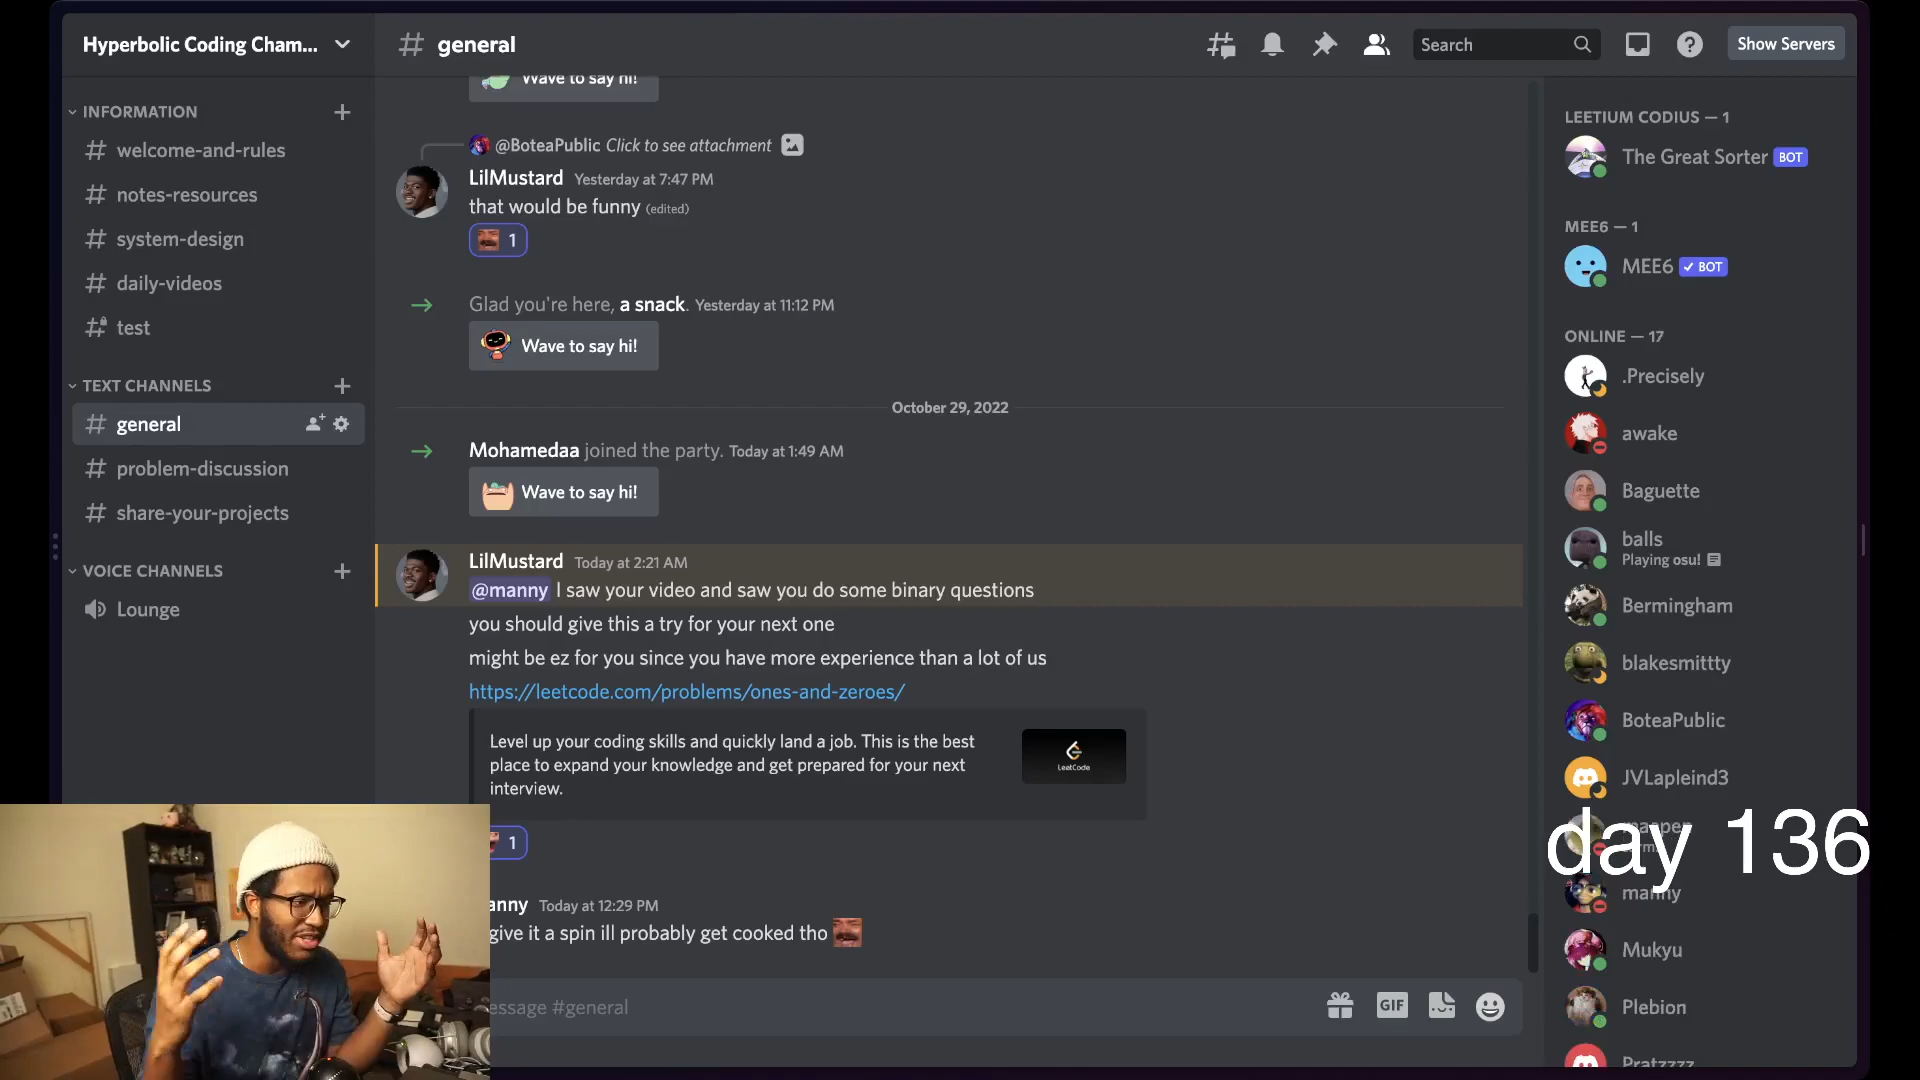 Hyperbolic Coding Cham...
general
Search
Show Servers
INFORMATION
welcome-and-rules
notes-resources
system-design
daily-videos
test
TEXT CHANNELS
general
problem-discussion
share-your-projects
VOICE CHANNELS
Lounge
Wave to say hi!
@BoteaPublic Click to see attachment
LilMustard Yesterday at 7:47 PM
that would be funny (edited)
1
Glad you're here, a snack. Yesterday at 11:12 PM
Wave to say hi!
October 29, 2022
Mohamedaa joined the party. Today at 1:49 AM
Wave to say hi!
LilMustard Today at 2:21 AM
@manny I saw your video and saw you do some binary questions
you should give this a try for your next one
might be ez for you since you have more experience than a lot of us
https://leetcode.com/problems/ones-and-zeroes/
Level up your coding skills and quickly land a job. This is the best
place to expand your knowledge and get prepared for your next
interview.
LeetCode
1
anny Today at 12:29 PM
give it a spin ill probably get cooked tho
essage #general
GIF
LEETIUM CODIUS — 1
The Great Sorter BOT
MEE6 — 1
MEE6 BOT
ONLINE — 17
.Precisely
awake
Baguette
balls
Playing osu!
Bermingham
blakesmittty
BoteaPublic
JVLapleind3
day 136
manny
Mukyu
Plebion
Pratzzzz